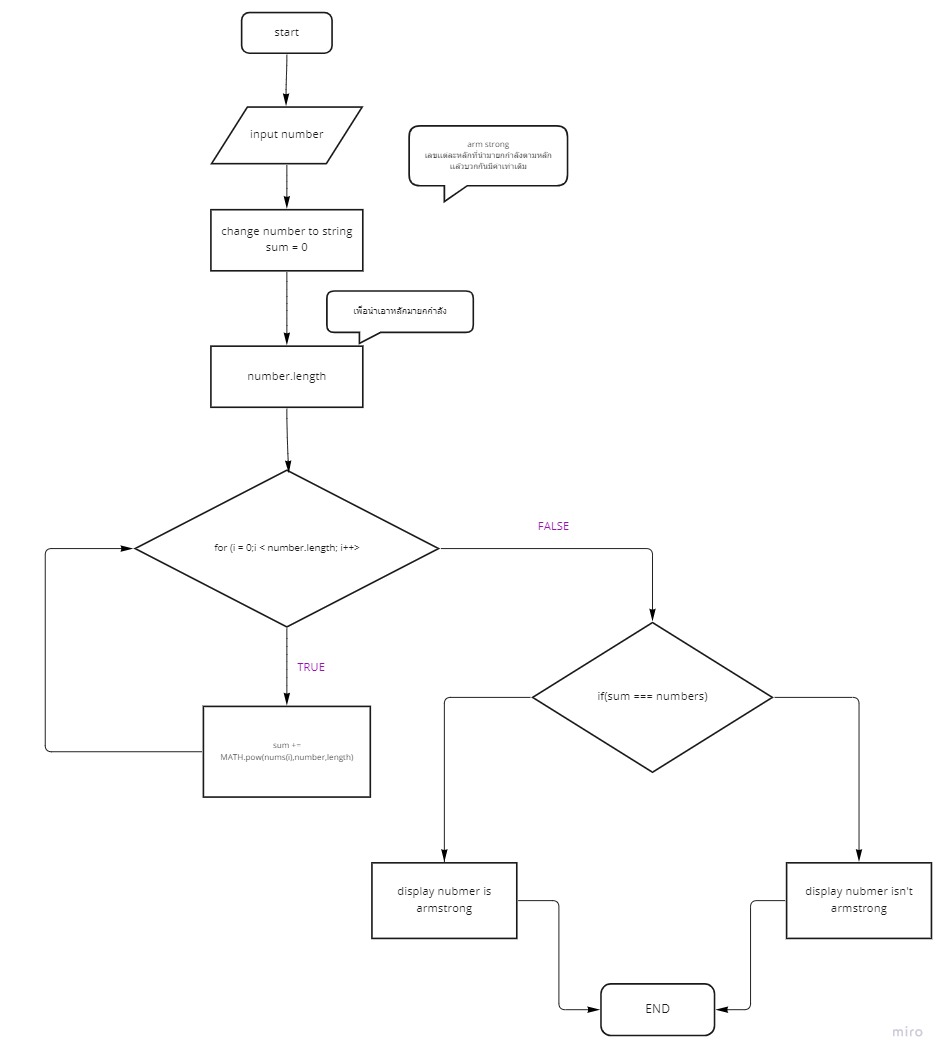 start
input number
arm strong
เลขแต่ละหลักที่นำมายกกำลังตามหลัก
แล้วบวกกันมีค่าเท่าเดิม
change number to string
sum = 0
เพื่อนำเอาหลักมายกกำลัง
number.length
for (i = 0;i < number.length; i++>
FALSE
TRUE
if(sum === numbers)
sum +=
MATH.pow(nums(i),number,length)
display nubmer is
armstrong
display nubmer isn't
armstrong
END
miro